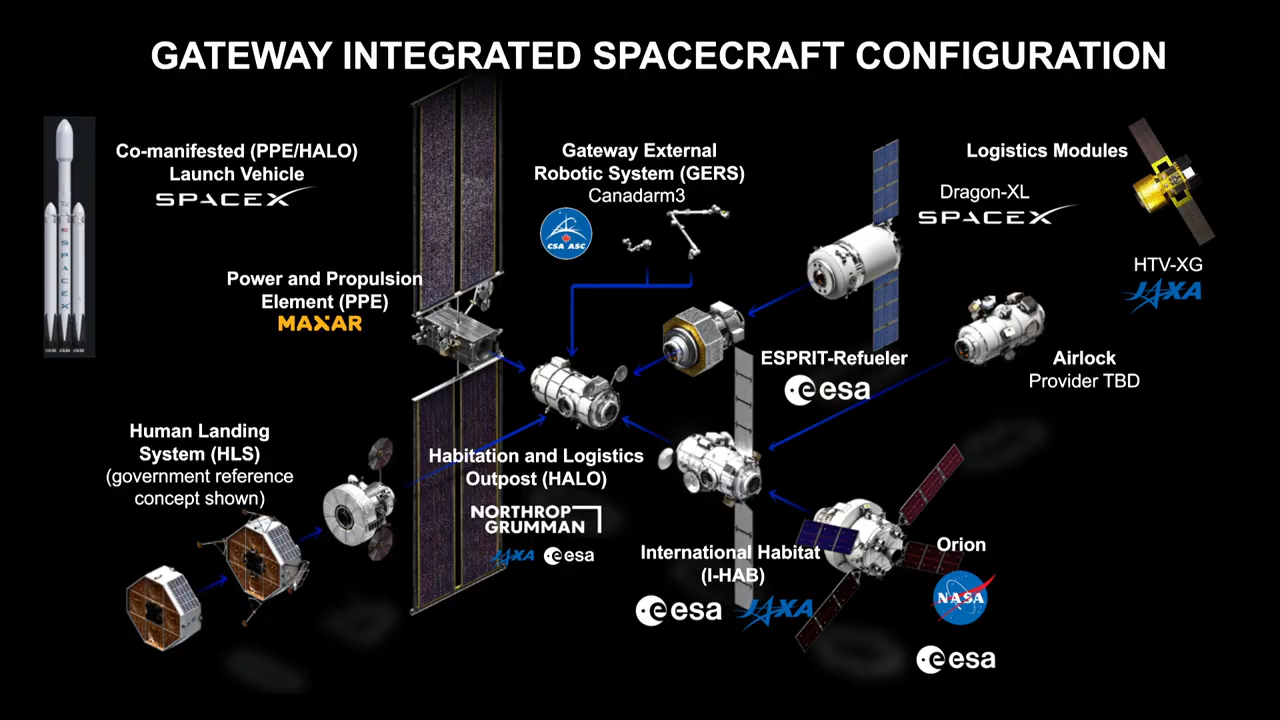 GATEWAY INTEGRATED SPACECRAFT CONFIGURATION
Co-manifested (PPE/HALO)
Launch Vehicle
SPACEX
Gateway External
Robotic System (GERS)
Canadarm3
CSA ASC
Logistics Modules
Dragon-XL
SPACEX
HTV-XG
JAXA
Power and Propulsion
Element (PPE)
MAXAR
SPACEX
ESPRIT-Refueler
esa
Airlock
Provider TBD
Human Landing
System (HLS)
(government reference
concept shown)
Habitation and Logistics
Outpost (HALO)
NORTHROP
GRUMMAN
JAXA esa
International Habitat
(I-HAB)
esa JAXA
Orion
NASA
esa